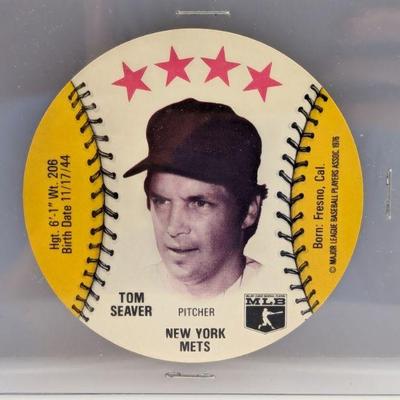 Hgt. 6'-1" Wt. 206
Birth Date 11/17/44
TOM
SEAVER
PITCHER
NEW YORK
METS
MLB
Born: Fresno, Cal.
© MAJOR LEAGUE BASEBALL PLAYERS ASSOC. 1976